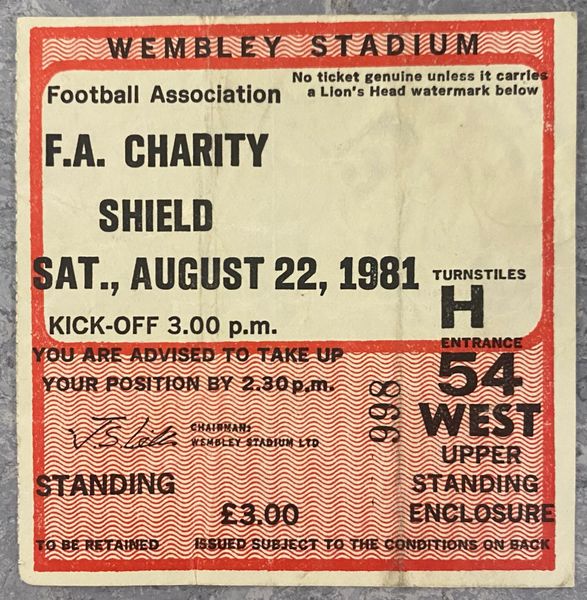 WEMBLEY STADIUM
No ticket genuine unless it carries
a Lion's Head watermark below
Football Association
F.A. CHARITY
SHIELD
SAT., AUGUST 22, 1981
KICK-OFF 3.00 p.m.
TURNSTILES
H
ENTRANCE
54
WEST
UPPER
STANDING
ENCLOSURE
YOU ARE ADVISED TO TAKE UP
YOUR POSITION BY 2.30 p.m.
CHAIRMAN:
WEMBLEY STADIUM LTD
998
STANDING
£3.00
TO BE RETAINED
ISSUED SUBJECT TO THE CONDITIONS ON BACK